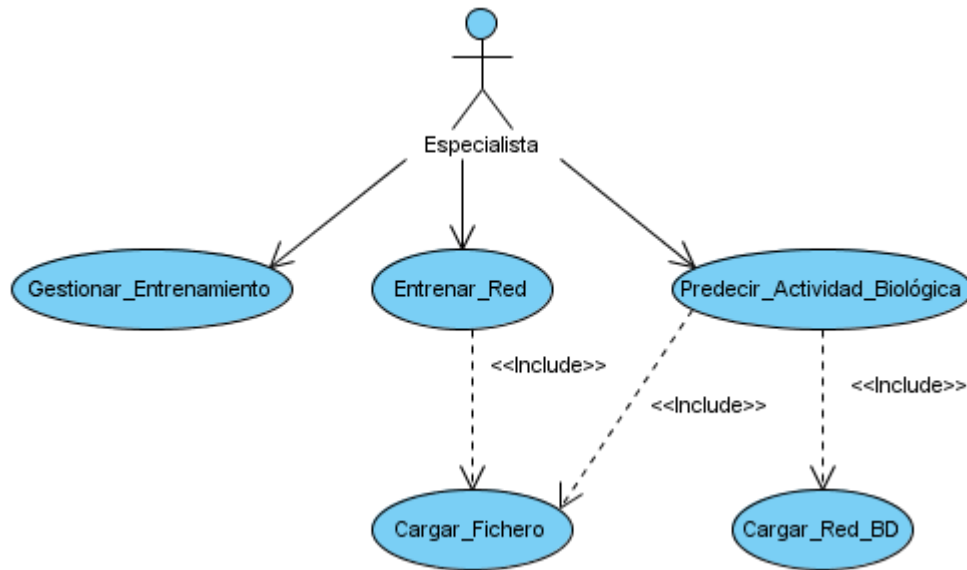 Especialista
Gestionar_Entrenamiento
Entrenar_Red
Predecir_Actividad_Biológica
<<Include>>
<<Include>>
<<Include>>
Cargar_Fichero
Cargar_Red_BD